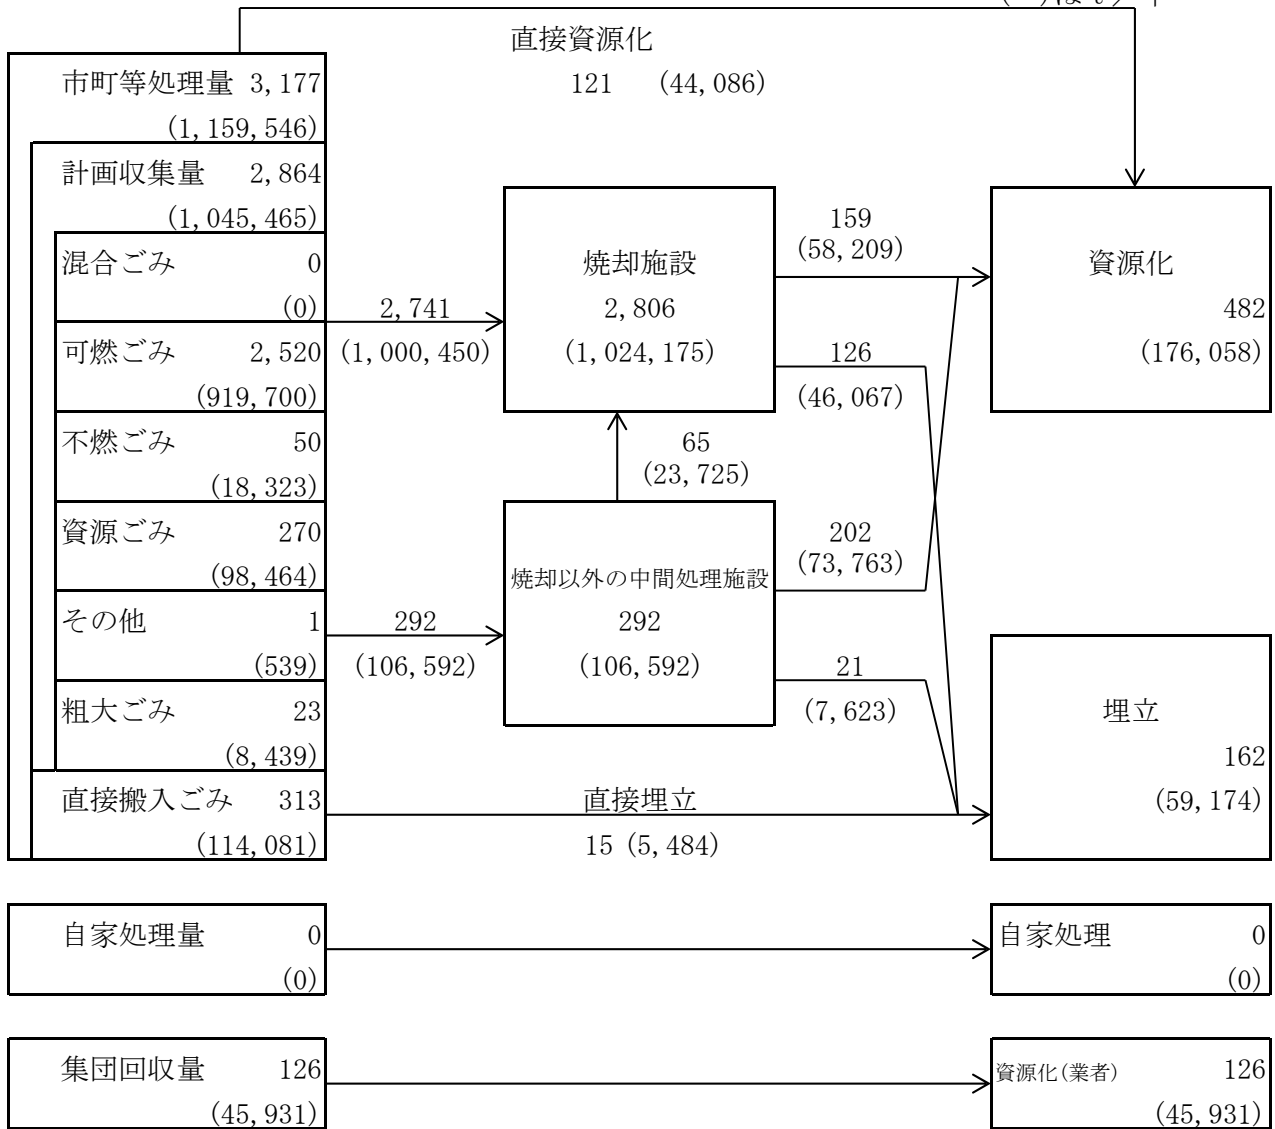 直接資源化
121 (44,086)
市町等処理量 3,177
(1,159,546)
計画収集量 2,864
(1,045,465)
混合ごみ 0
(0)
可燃ごみ 2,520
(919,700)
不燃ごみ 50
(18,323)
資源ごみ 270
(98,464)
その他 1
(539)
粗大ごみ 23
(8,439)
直接搬入ごみ 313
(114,081)
2,741
(1,000,450)
292
(106,592)
焼却施設
2,806
(1,024,175)
65
(23,725)
焼却以外の中間処理施設
292
(106,592)
159
(58,209)
126
(46,067)
202
(73,763)
21
(7,623)
直接埋立
15 (5,484)
資源化
482
(176,058)
埋立
162
(59,174)
自家処理量 0
(0)
自家処理 0
(0)
集団回収量 126
(45,931)
資源化(業者) 126
(45,931)